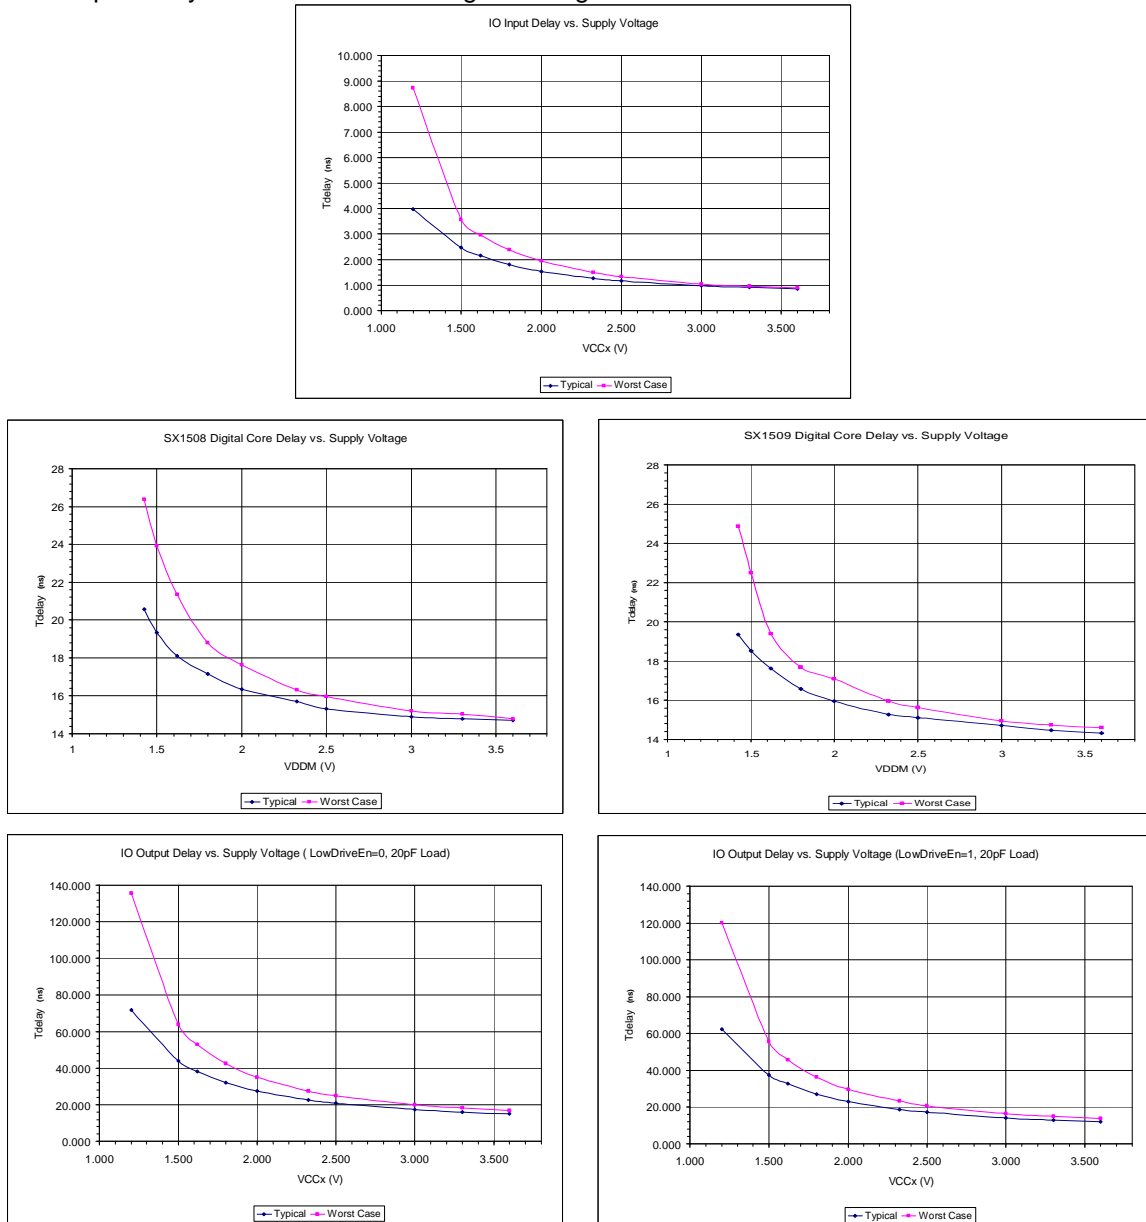 IO Input Delay vs. Supply Voltage
10.000
9.000
8.000
7.000
6.000
5.000
4.000
3.000
2.000
1.000
0.000
Tdelay (ns)
1.000 1.500 2.000 2.500 3.000 3.500
VCCx (V)
Typical Worst Case
SX1508 Digital Core Delay vs. Supply Voltage
28
26
24
22
20
18
16
14
Tdelay (ns)
1 1.5 2 2.5 3 3.5
VDDM (V)
Typical Worst Case
SX1509 Digital Core Delay vs. Supply Voltage
28
26
24
22
20
18
16
14
Tdelay (ns)
1 1.5 2 2.5 3 3.5
VDDM (V)
Typical Worst Case
IO Output Delay vs. Supply Voltage ( LowDriveEn=0, 20pF Load)
140.000
120.000
100.000
80.000
60.000
40.000
20.000
0.000
Tdelay (ns)
1.000 1.500 2.000 2.500 3.000 3.500
VCCx (V)
Typical Worst Case
IO Output Delay vs. Supply Voltage (LowDriveEn=1, 20pF Load)
140.000
120.000
100.000
80.000
60.000
40.000
20.000
0.000
Tdelay (ns)
1.000 1.500 2.000 2.500 3.000 3.500
VCCx (V)
Typical Worst Case